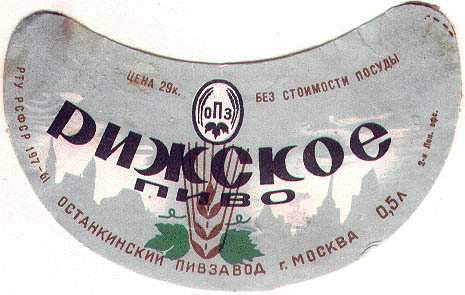 РТУ РСФСР 197-61
ЦЕНА 29к.
БЕЗ СТОИМОСТИ ПОСУДЫ
ОПЗ
РИЖСКОЕ
ПИВО
ОСТАНКИНСКИЙ ПИВЗАВОД г. МОСКВА 0,5л